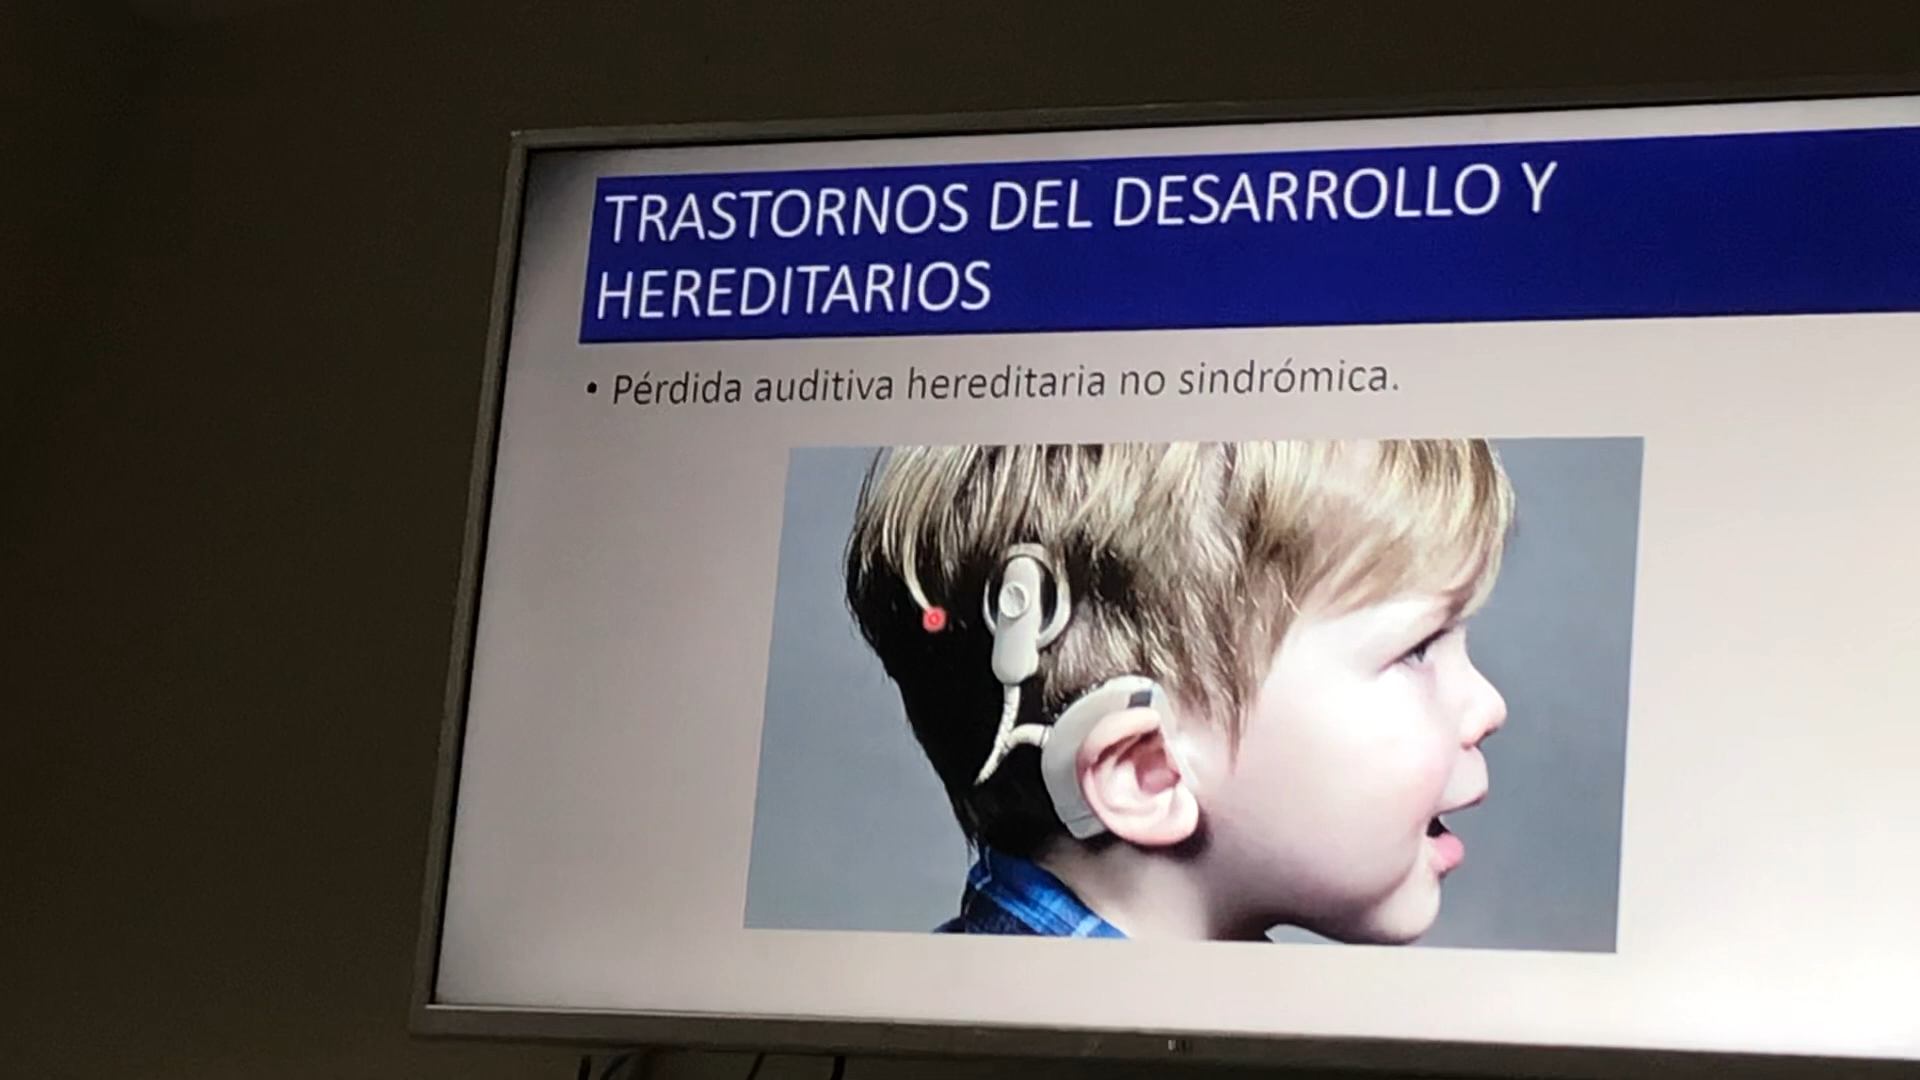 TRASTORNOS DEL DESARROLLO Y
HEREDITARIOS
• Pérdida auditiva hereditaria no sindrómica.